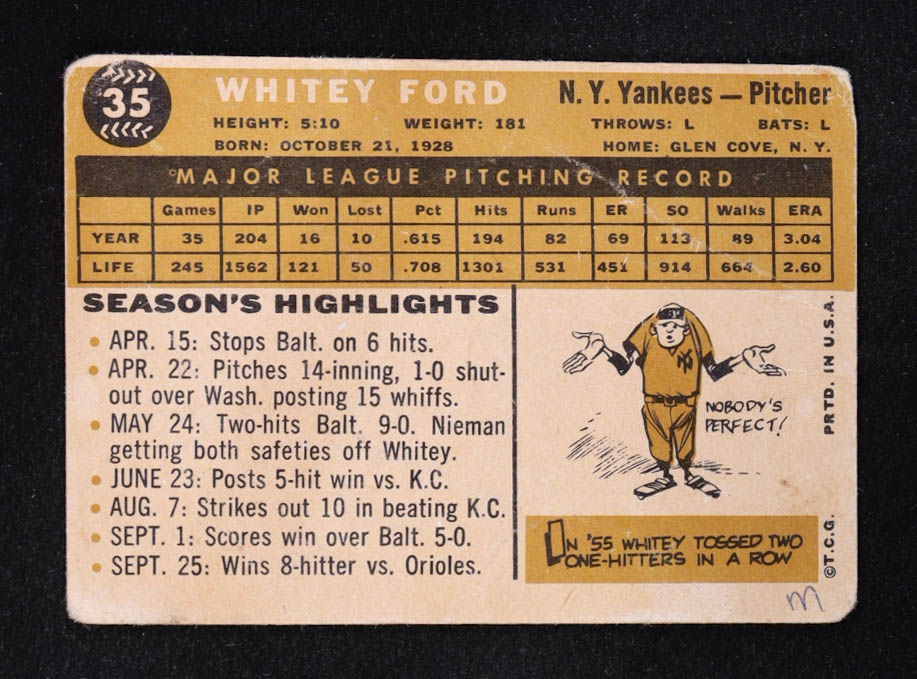 35
WHITEY FORD
N. Y. Yankees — Pitcher
HEIGHT: 5:10 WEIGHT: 181 THROWS: L BATS: L
BORN: OCTOBER 21, 1928 HOME: GLEN COVE, N. Y.
MAJOR LEAGUE PITCHING RECORD
Games IP Won Lost Pct Hits Runs ER SO Walks ERA
YEAR 35 204 16 10 .615 194 82 69 113 89 3.04
LIFE 245 1562 121 50 .708 1301 531 451 914 664 2.60
SEASON'S HIGHLIGHTS
• APR. 15: Stops Balt. on 6 hits.
• APR. 22: Pitches 14-inning, 1-0 shut-
out over Wash. posting 15 whiffs.
• MAY 24: Two-hits Balt. 9-0. Nieman
getting both safeties off Whitey.
• JUNE 23: Posts 5-hit win vs. K.C.
• AUG. 7: Strikes out 10 in beating K.C.
• SEPT. 1: Scores win over Balt. 5-0.
• SEPT. 25: Wins 8-hitter vs. Orioles.
NY
NOBODY'S
PERFECT!
IN '55 WHITEY TOSSED TWO
ONE-HITTERS IN A ROW
©T.C.G. PRTD. IN U.S.A.
m